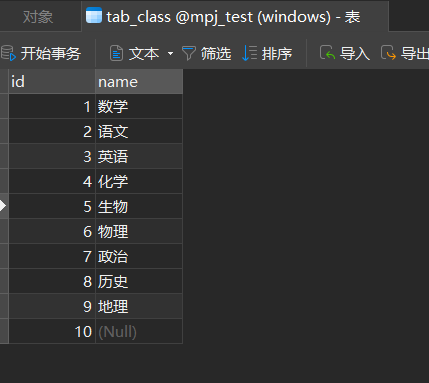 对象 tab_class @mpj_test (windows) - 表
开始事务 文本 筛选 排序 导入 导出
id name
1 数学
2 语文
3 英语
4 化学
5 生物
6 物理
7 政治
8 历史
9 地理
10 (Null)